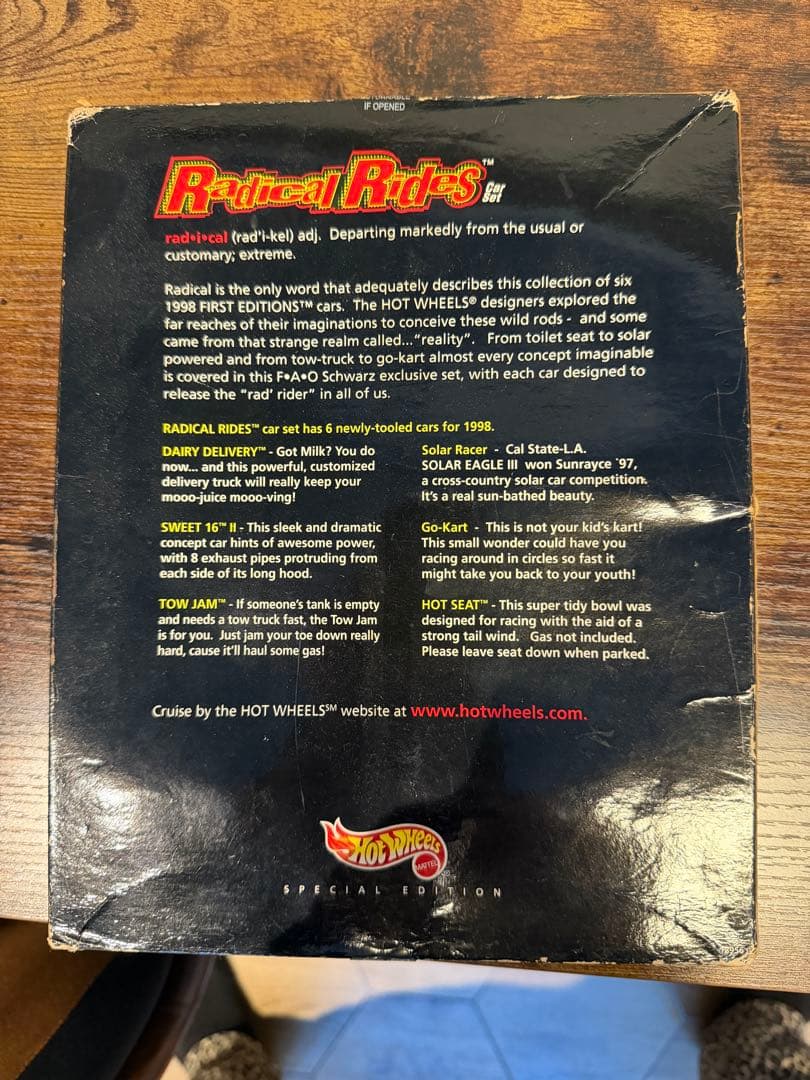 IF OPENED
Radical Rides™ Car Set
rad•i•cal (rad'i-kel) adj. Departing markedly from the usual or
customary; extreme.
Radical is the only word that adequately describes this collection of six
1998 FIRST EDITIONS™ cars. The HOT WHEELS® designers explored the
far reaches of their imaginations to conceive these wild rods - and some
came from that strange realm called..."reality". From toilet seat to solar
powered and from tow-truck to go-kart almost every concept imaginable
is covered in this F•A•O Schwarz exclusive set, with each car designed to
release the "rad' rider" in all of us.
RADICAL RIDES™ car set has 6 newly-tooled cars for 1998.
DAIRY DELIVERY™ - Got Milk? You do
now... and this powerful, customized
delivery truck will really keep your
mooo-juice mooo-ving!
SWEET 16™ II - This sleek and dramatic
concept car hints of awesome power,
with 8 exhaust pipes protruding from
each side of its long hood.
TOW JAM™ - If someone's tank is empty
and needs a tow truck fast, the Tow Jam
is for you. Just jam your toe down really
hard, cause it'll haul some gas!
Solar Racer - Cal State-L.A.
SOLAR EAGLE III won Sunrayce '97,
a cross-country solar car competition.
It's a real sun-bathed beauty.
Go-Kart - This is not your kid's kart!
This small wonder could have you
racing around in circles so fast it
might take you back to your youth!
HOT SEAT™ - This super tidy bowl was
designed for racing with the aid of a
strong tail wind. Gas not included.
Please leave seat down when parked.
Cruise by the HOT WHEELS℠ website at www.hotwheels.com.
Hot Wheels
MATTEL
SPECIAL EDITION